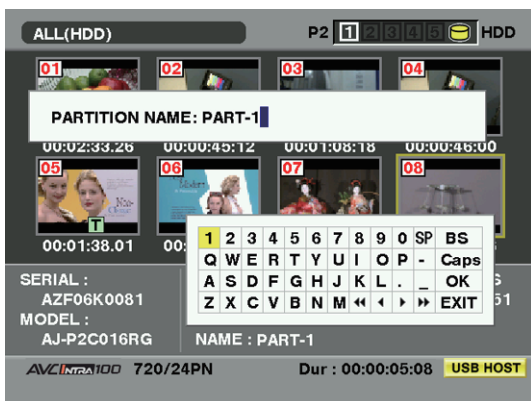 ALL(HDD)
P2 1 2 3 4 5 HDD
01 02 03 04
PARTITION NAME: PART-1
00:02:33.26 00:00:45:12 00:01:08:18 00:00:46:00
05 06 07 08
T
00:01:38.01 00:
1 2 3 4 5 6 7 8 9 0 SP BS
Q W E R T Y U I O P - Caps
A S D F G H J K L . _ OK
Z X C V B N M ◂◂ ◂ ▸ ▸▸ EXIT
SERIAL : S
AZF06K0081 51
MODEL :
AJ-P2C016RG NAME : PART-1
AVC INTRA100 720/24PN Dur : 00:00:05:08 USB HOST